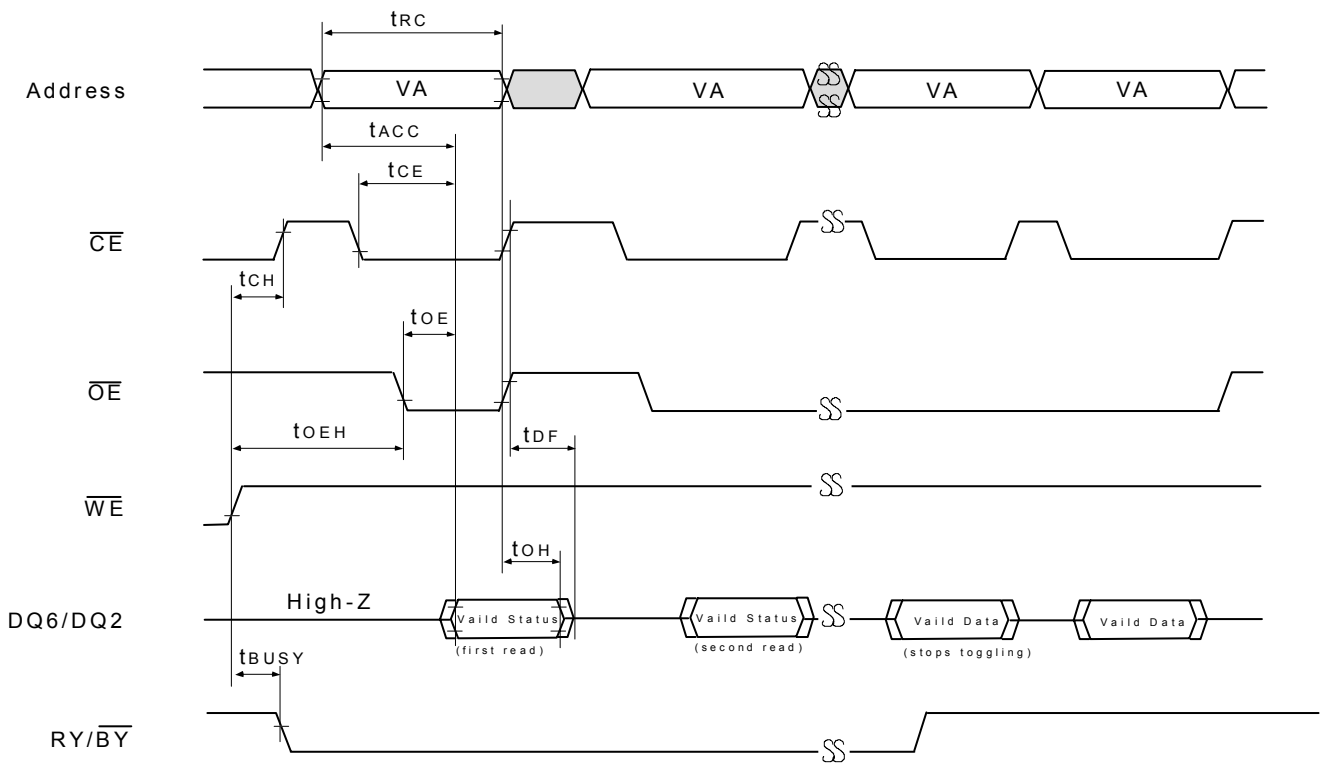 tRC
Address VA VA VA VA
tACC
tCE
CE
tCH
tOE
OE
tOEH tDF
WE
tOH
DQ6/DQ2 High-Z Vaild Status Vaild Status Vaild Data Vaild Data
(first read) (second read) (stops toggling)
tBUSY
RY/BY